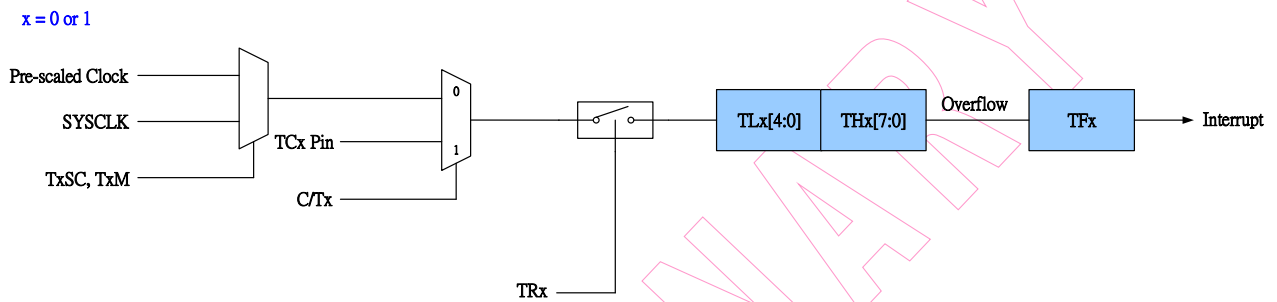 x = 0 or 1
Pre-scaled Clock
SYSCLK
TxSC, TxM
0
TCx Pin
1
C/Tx
TRx
TLx[4:0]
THx[7:0]
Overflow
TFx
Interrupt
NARY